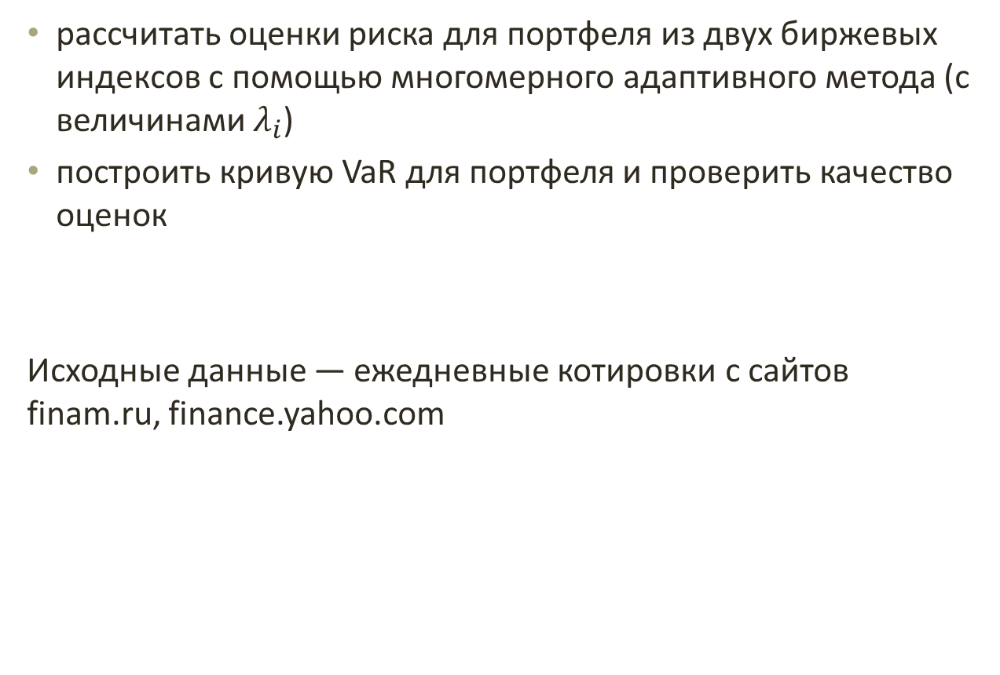 • рассчитать оценки риска для портфеля из двух биржевых
индексов с помощью многомерного адаптивного метода (с
величинами λᵢ)
• построить кривую VaR для портфеля и проверить качество
оценок
Исходные данные — ежедневные котировки с сайтов
finam.ru, finance.yahoo.com